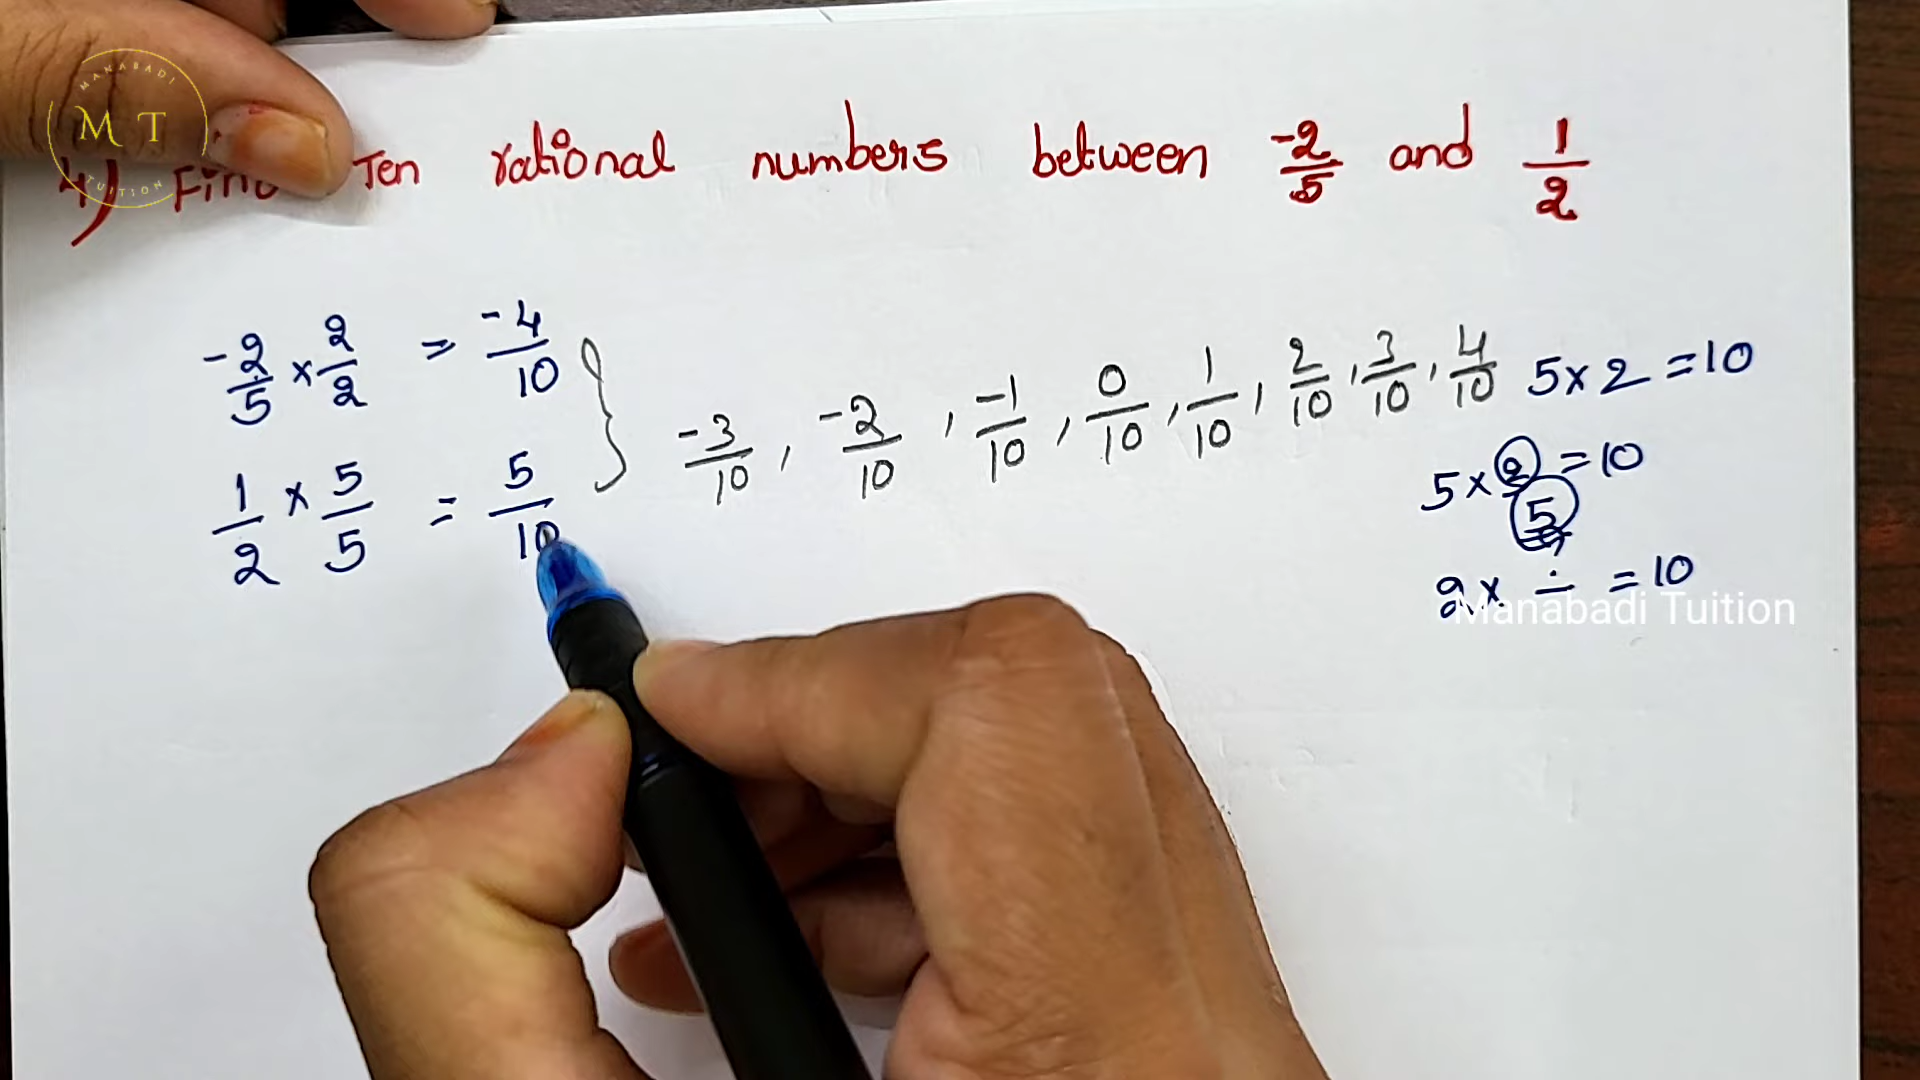 MANABADI
M T
TUITION
4) Find Ten rational numbers between -2/5 and 1/2
-2/5 × 2/2 = -4/10
1/2 × 5/5 = 5/10
-3/10, -2/10, -1/10, 0/10, 1/10, 2/10, 3/10, 4/10
5×2=10
5×2=10
5
2× ÷ =10
Manabadi Tuition